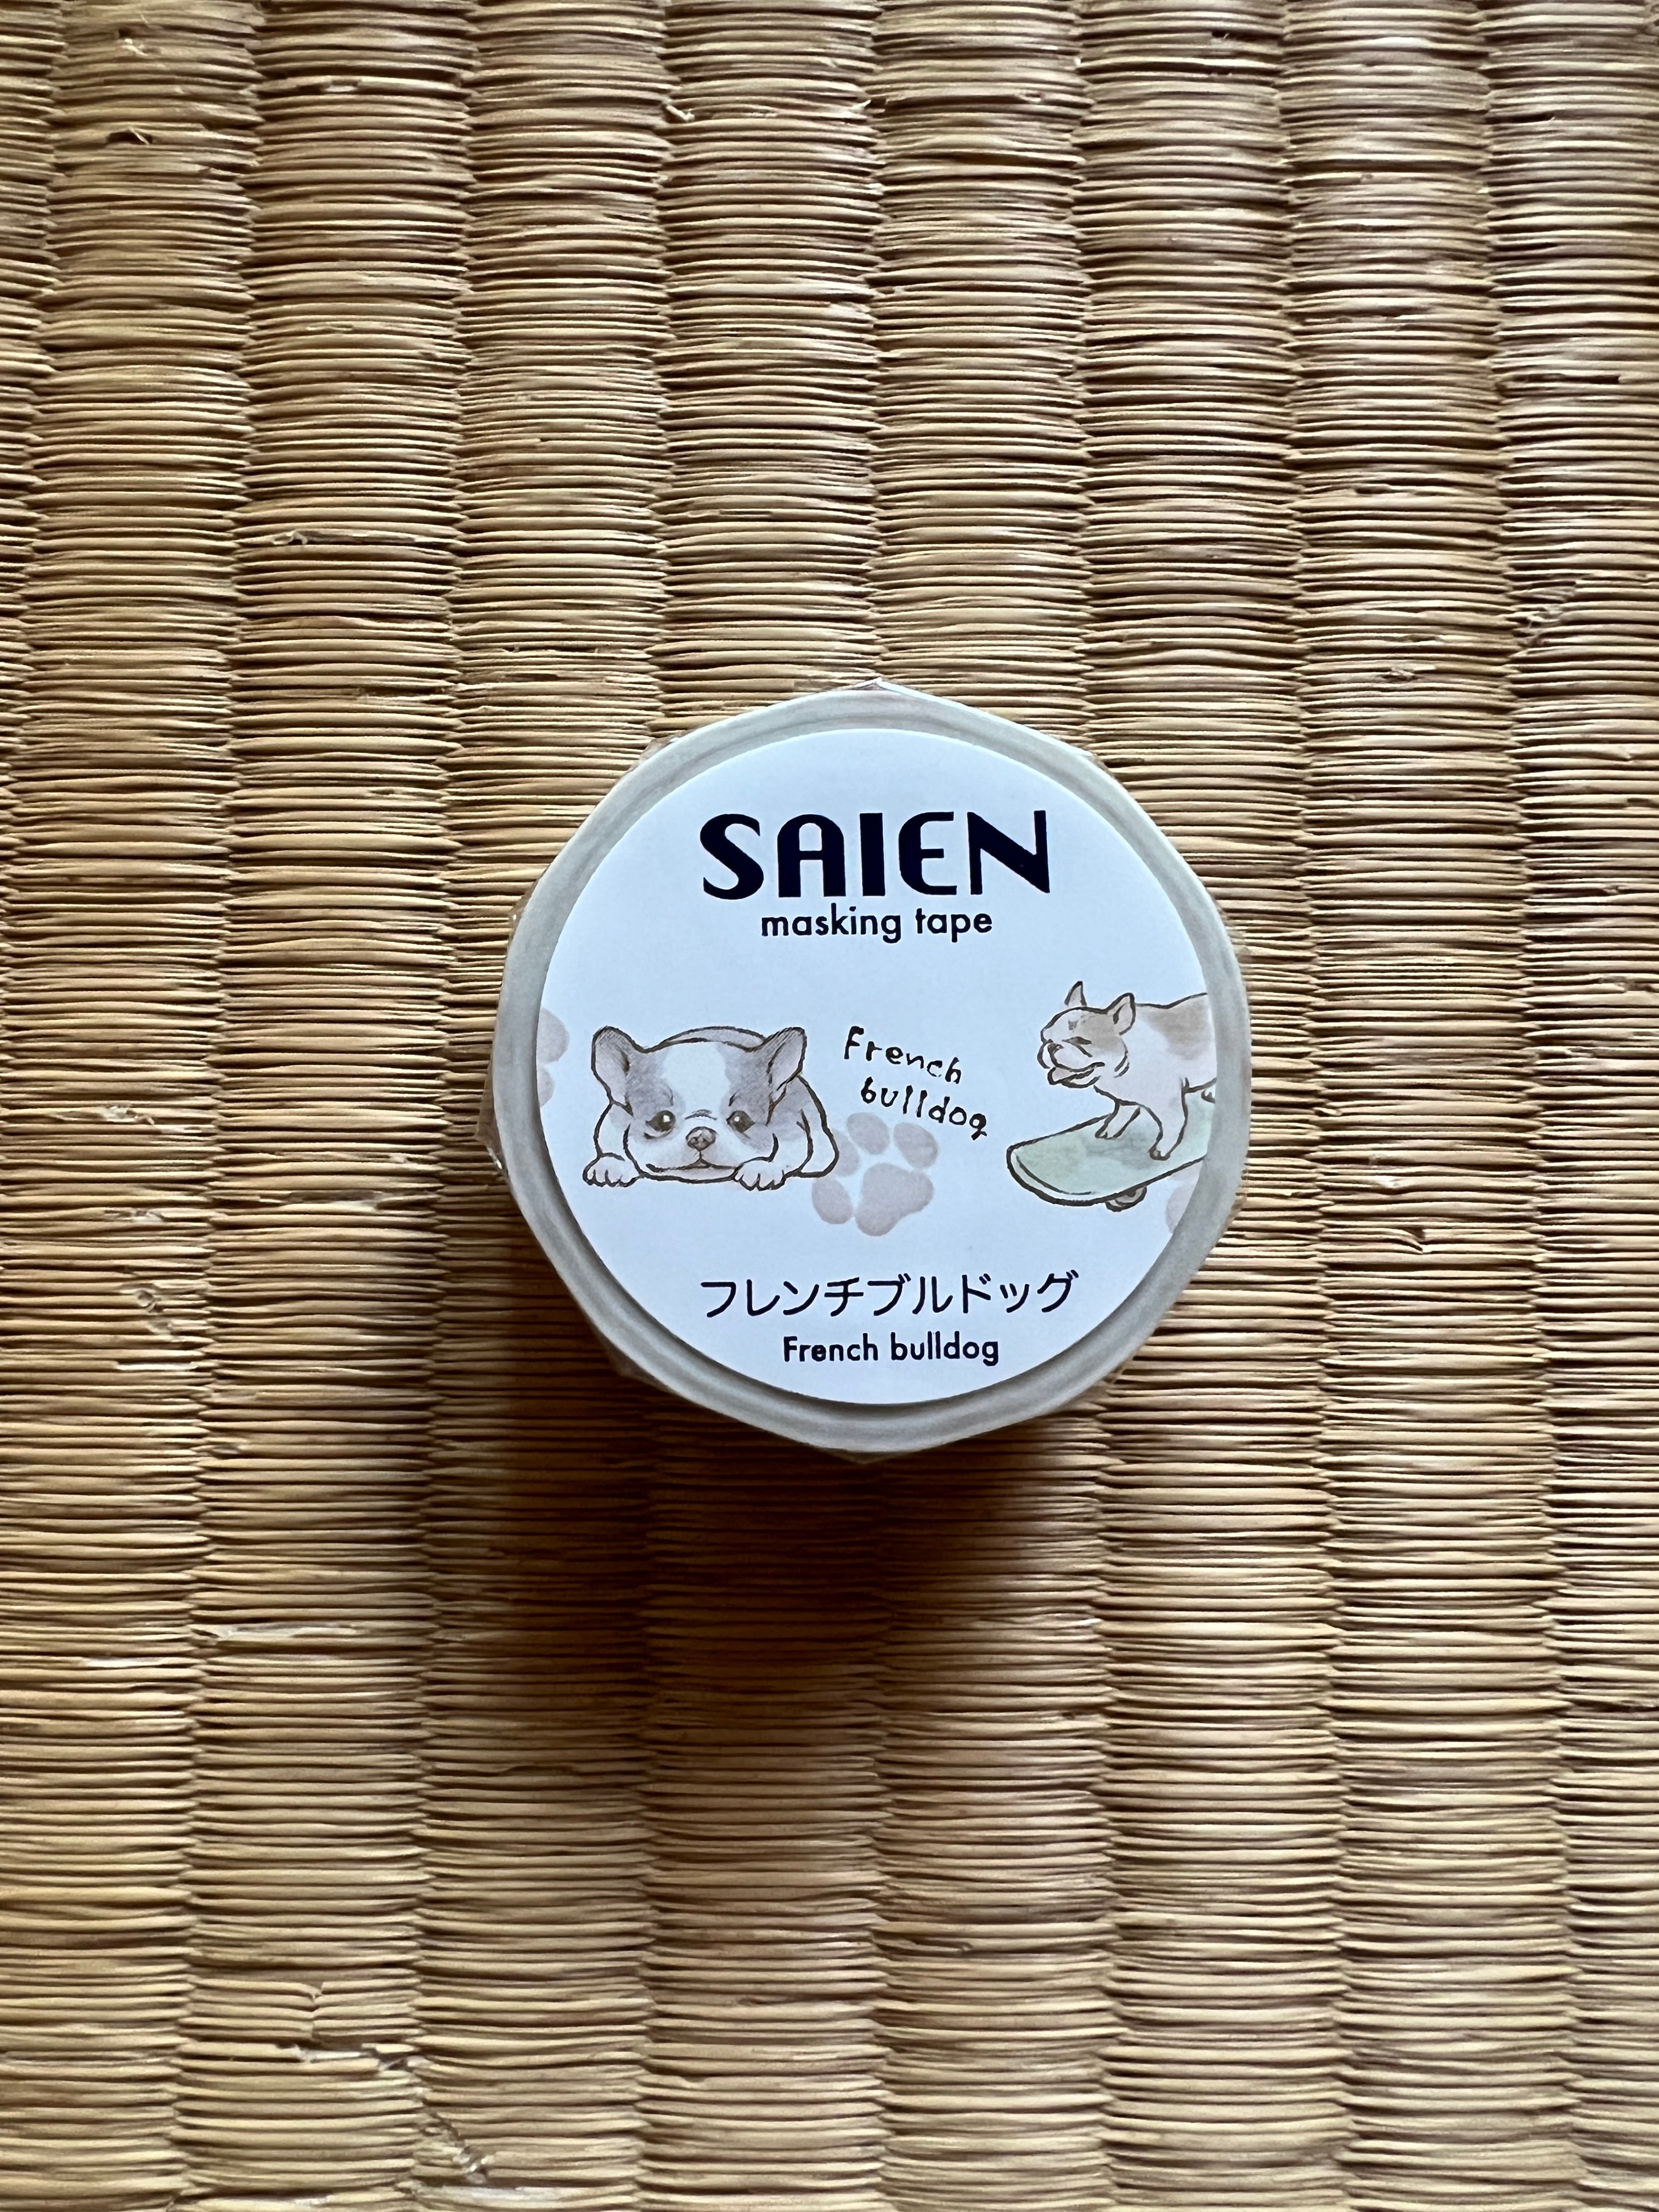 SAIEN
masking tape
French
bulldog
フレンチブルドッグ
French bulldog